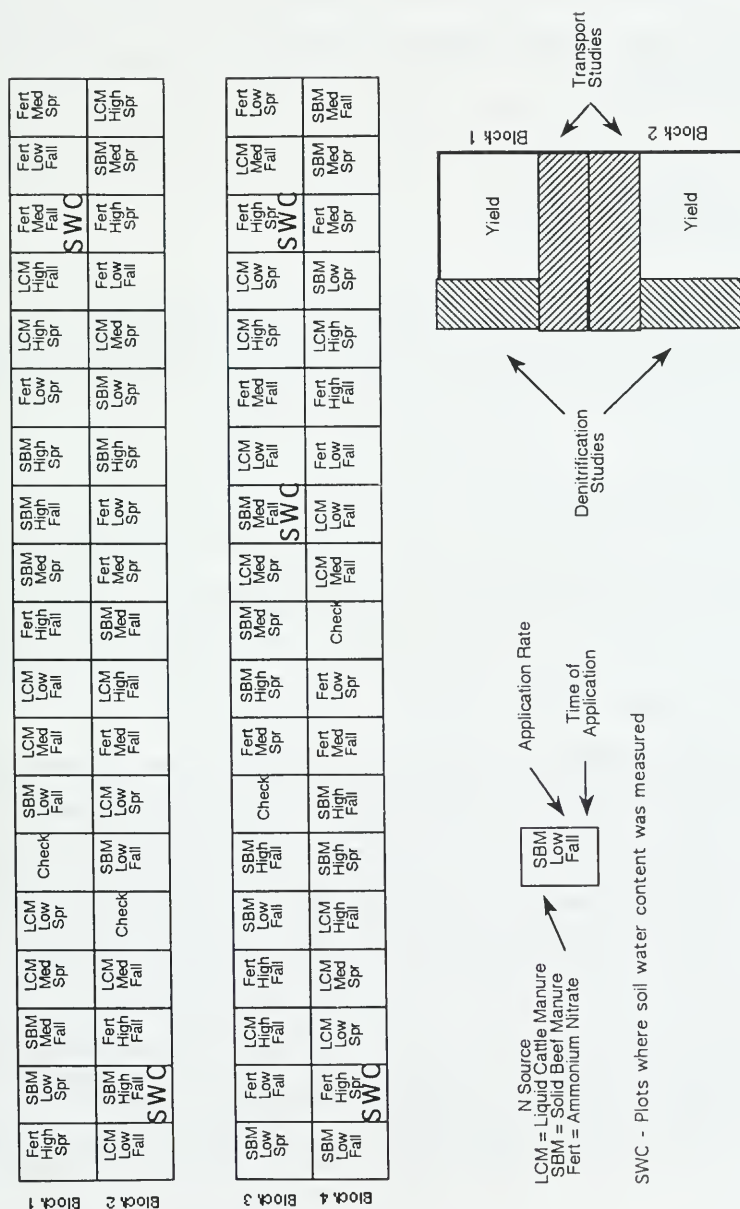 Block 1
Fert
High
Spr
SBM
Low
Spr
SBM
Med
Fall
LCM
Med
Spr
LCM
Low
Spr
Check
SBM
Low
Fall
LCM
Med
Fall
LCM
Low
Fall
Fert
High
Fall
SBM
Med
Spr
SBM
High
Fall
SBM
High
Spr
Fert
Low
Spr
LCM
High
Spr
LCM
High
Fall
Fert
Med
Fall
SWC
Fert
Low
Fall
Fert
Med
Spr
Block 2
LCM
Low
Fall
SBM
High
Fall
SWC
Fert
High
Fall
LCM
Med
Fall
Check
SBM
Low
Fall
LCM
Low
Spr
Fert
Med
Fall
LCM
High
Fall
SBM
Med
Fall
Fert
Med
Spr
Fert
Low
Spr
SBM
High
Spr
SBM
Low
Spr
LCM
Med
Spr
Fert
Low
Fall
Fert
High
Spr
SBM
Med
Spr
LCM
High
Spr
Block 3
SBM
Low
Spr
Fert
Low
Fall
LCM
High
Fall
Fert
High
Fall
SBM
Low
Fall
SBM
High
Fall
Check
Fert
Med
Spr
SBM
High
Spr
SBM
Med
Spr
LCM
Med
Spr
SBM
Med
Fall
SWC
LCM
Low
Fall
Fert
Med
Fall
LCM
High
Spr
LCM
Low
Spr
Fert
High
Spr
SWC
LCM
Med
Fall
Fert
Low
Spr
Block 4
SBM
Low
Fall
Fert
High
Spr
SWC
LCM
Low
Spr
LCM
Med
Spr
LCM
High
Fall
SBM
High
Spr
SBM
High
Fall
Fert
Med
Fall
Fert
Low
Spr
Check
LCM
Med
Fall
LCM
Low
Fall
Fert
Low
Fall
Fert
High
Fall
LCM
High
Spr
SBM
Low
Spr
Fert
Med
Spr
SBM
Med
Spr
SBM
Med
Fall
N Source
LCM = Liquid Cattle Manure
SBM = Solid Beef Manure
Fert = Ammonium Nitrate
SBM
Low
Fall
Application Rate
Time of
Application
SWC - Plots where soil water content was measured
Denitrification
Studies
Yield
Block 1
Yield
Block 2
Transport
Studies